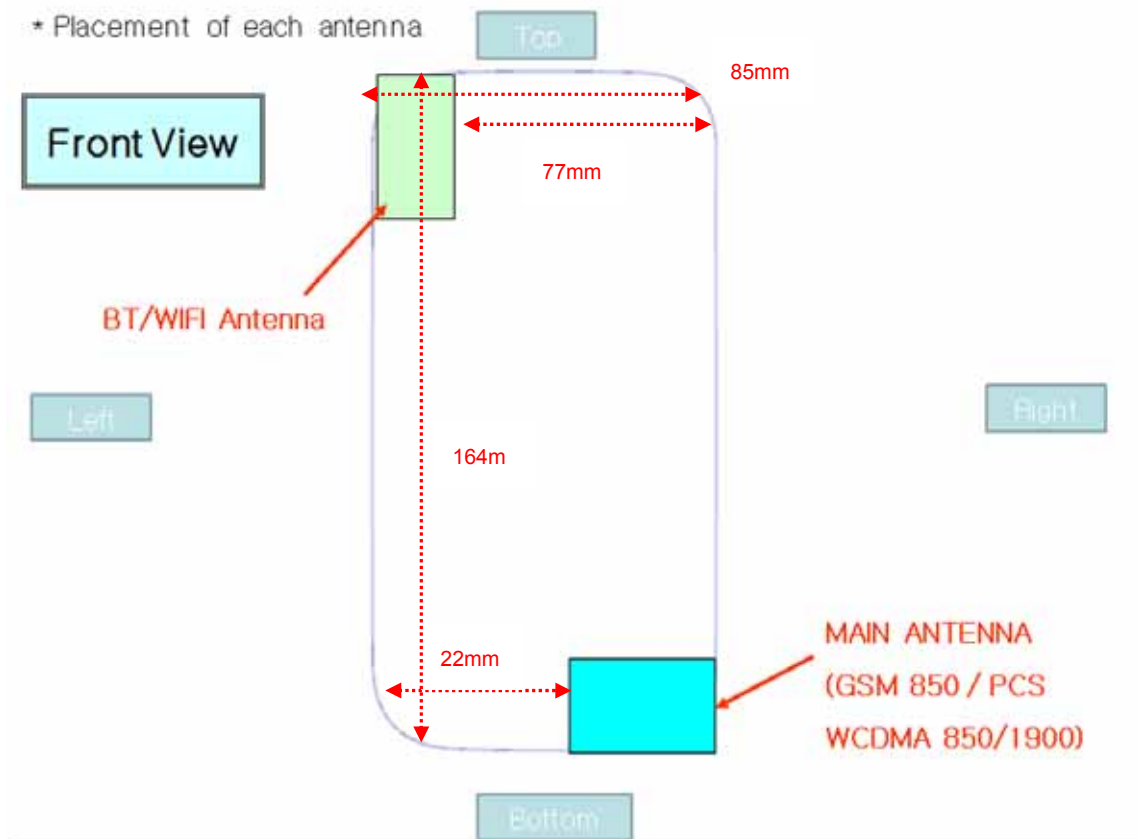 * Placement of each antenna
Top
85mm
Front View
77mm
BT/WIFI Antenna
Left
Right
164m
22mm
MAIN ANTENNA
(GSM 850 / PCS
WCDMA 850/1900)
Bottom